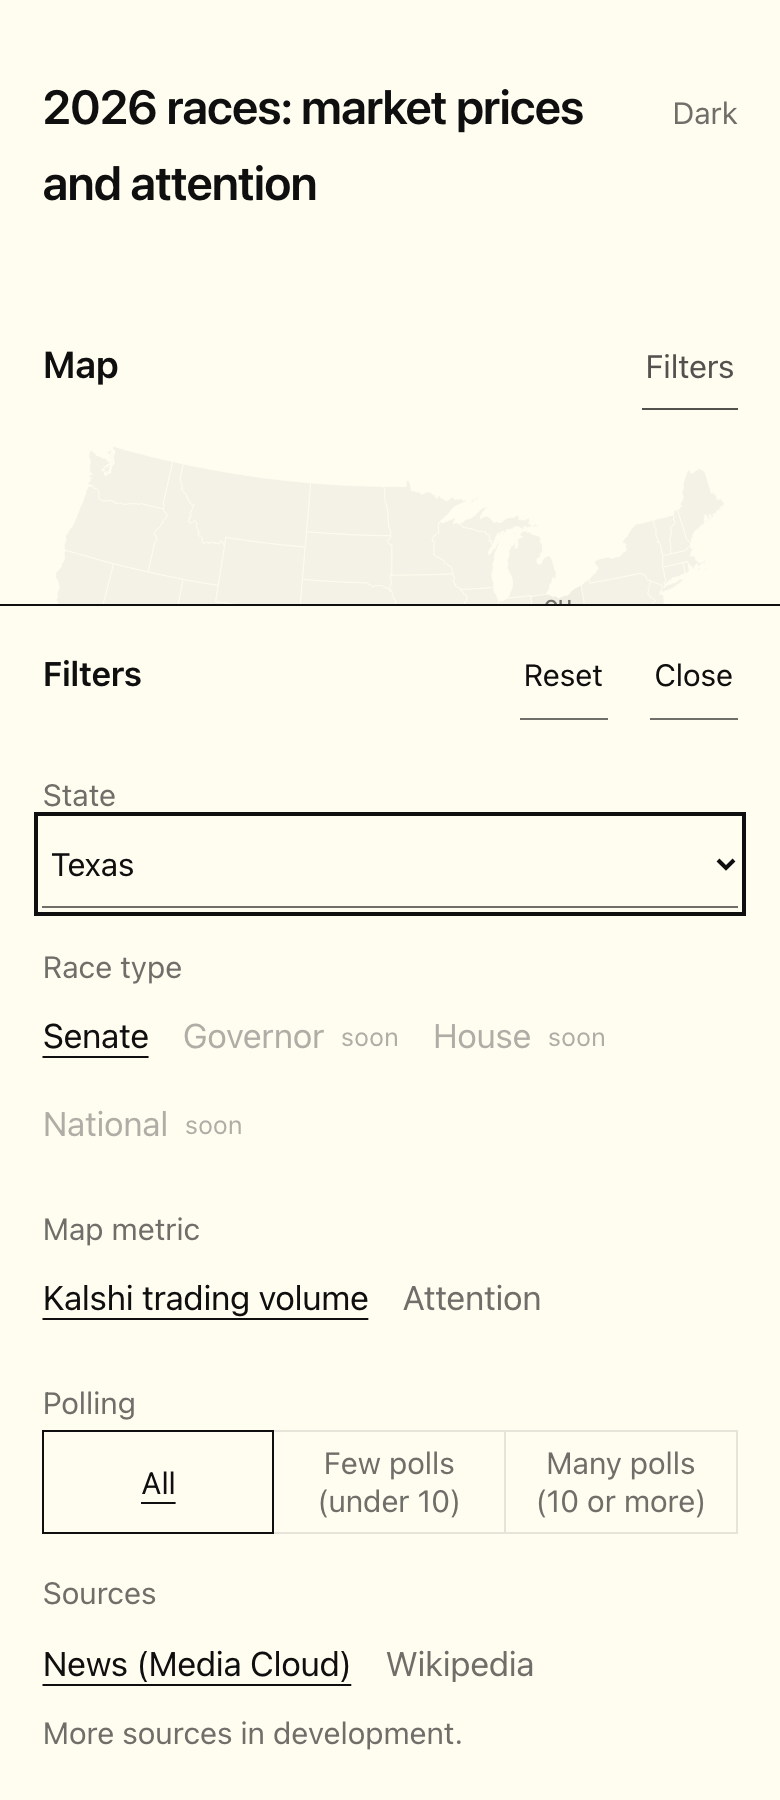 2026 races: market prices
and attention
Dark
Map
Filters
Filters
Reset
Close
State
Texas
Race type
Senate
Governor soon
House soon
National soon
Map metric
Kalshi trading volume
Attention
Polling
All
Few polls
(under 10)
Many polls
(10 or more)
Sources
News (Media Cloud)
Wikipedia
More sources in development.